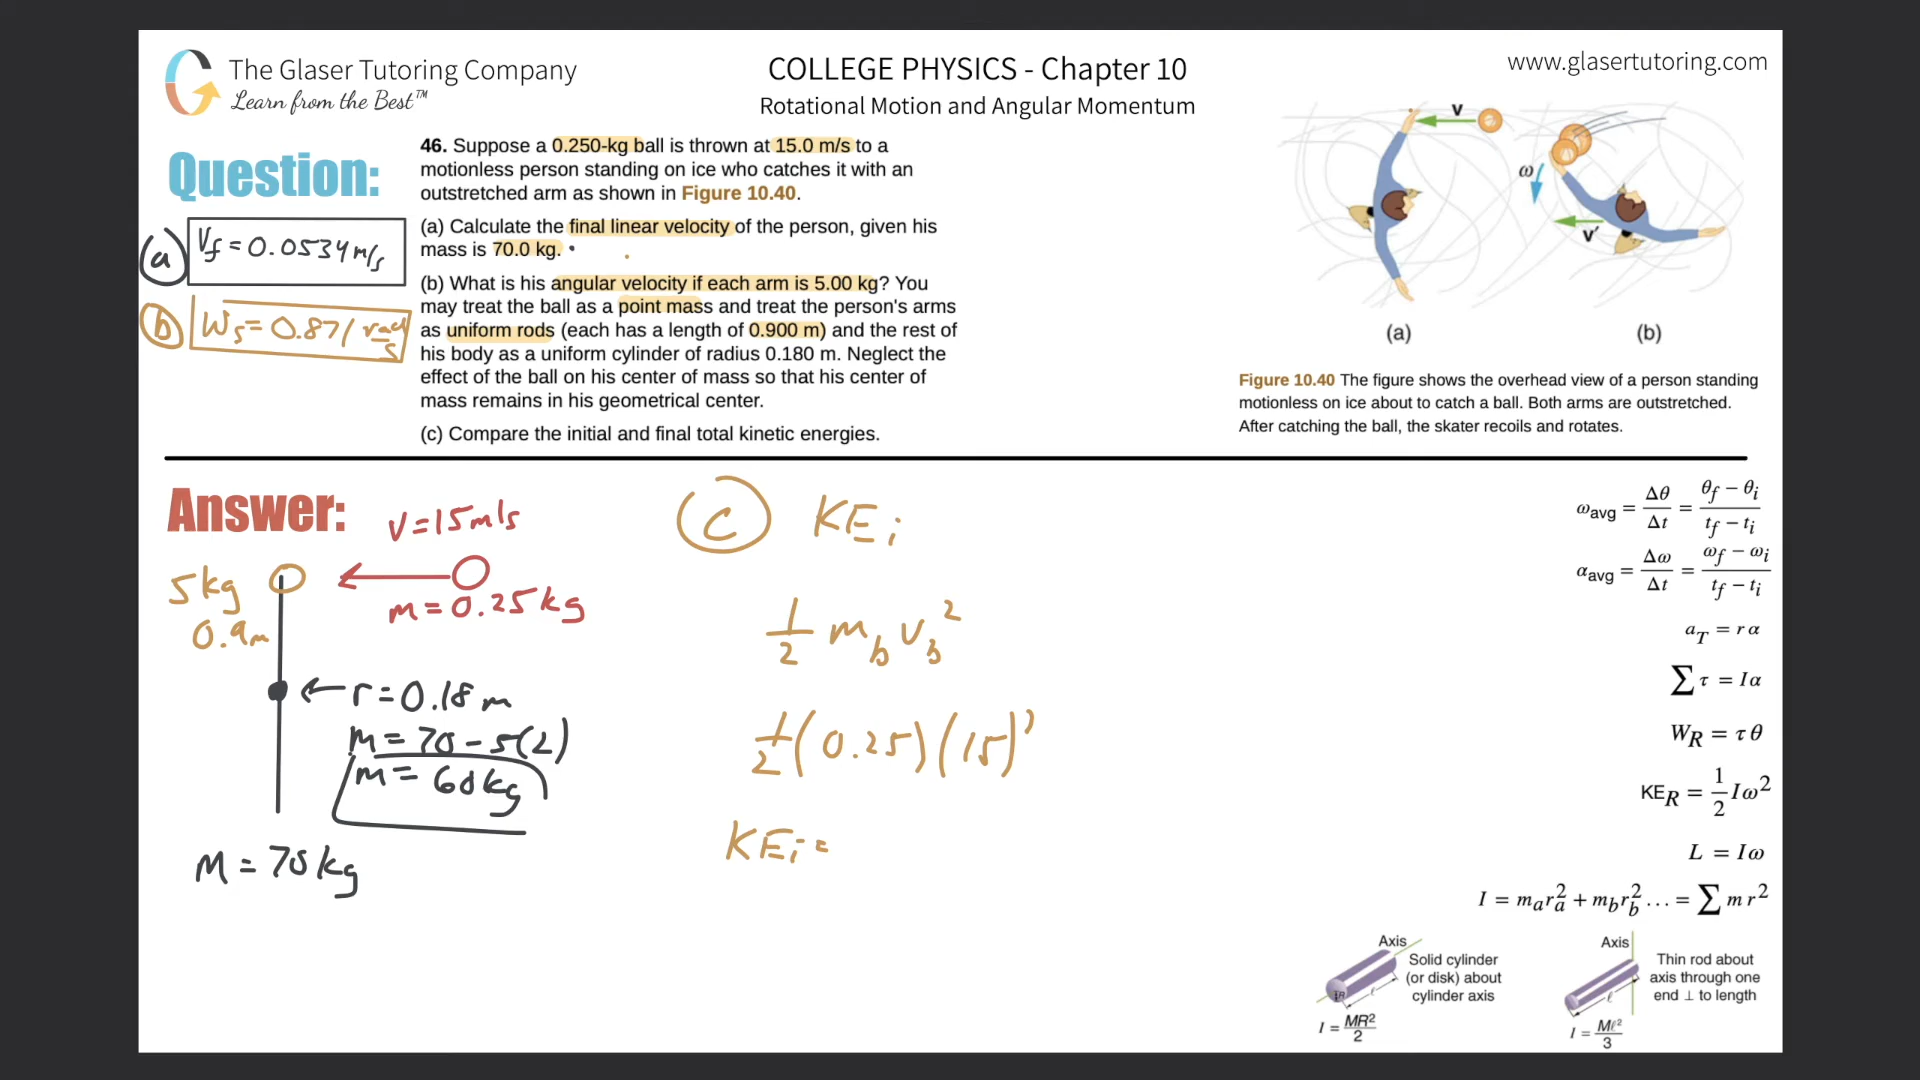 The Glaser Tutoring Company
Learn from the Best™
COLLEGE PHYSICS - Chapter 10
Rotational Motion and Angular Momentum
www.glasertutoring.com
Question:
46. Suppose a 0.250-kg ball is thrown at 15.0 m/s to a
motionless person standing on ice who catches it with an
outstretched arm as shown in Figure 10.40.
(a) Calculate the final linear velocity of the person, given his
mass is 70.0 kg.
(b) What is his angular velocity if each arm is 5.00 kg? You
may treat the ball as a point mass and treat the person's arms
as uniform rods (each has a length of 0.900 m) and the rest of
his body as a uniform cylinder of radius 0.180 m. Neglect the
effect of the ball on his center of mass so that his center of
mass remains in his geometrical center.
(c) Compare the initial and final total kinetic energies.
(a) Vf = 0.0534 m/s
(b) ωs = 0.871 rad/s
v
ω
v′
(a)
(b)
Figure 10.40 The figure shows the overhead view of a person standing
motionless on ice about to catch a ball. Both arms are outstretched.
After catching the ball, the skater recoils and rotates.
Answer:
V = 15 m/s
m = 0.25 kg
5 kg
0.9m
← r = 0.18 m
m = 70 - 5(2)
m = 60 kg
M = 70 kg
(c) KEi
1/2 mb vb²
1/2 (0.25)(15)²
KEi =
ωavg = Δθ/Δt = (θf − θi)/(tf − ti)
αavg = Δω/Δt = (ωf − ωi)/(tf − ti)
aT = rα
∑τ = Iα
WR = τθ
KER = 1/2 Iω²
L = Iω
I = mara² + mbrb² ... = ∑mr²
Axis
Solid cylinder
(or disk) about
cylinder axis
R
ℓ
I = MR²/2
Axis
Thin rod about
axis through one
end ⊥ to length
ℓ
I = Mℓ²/3